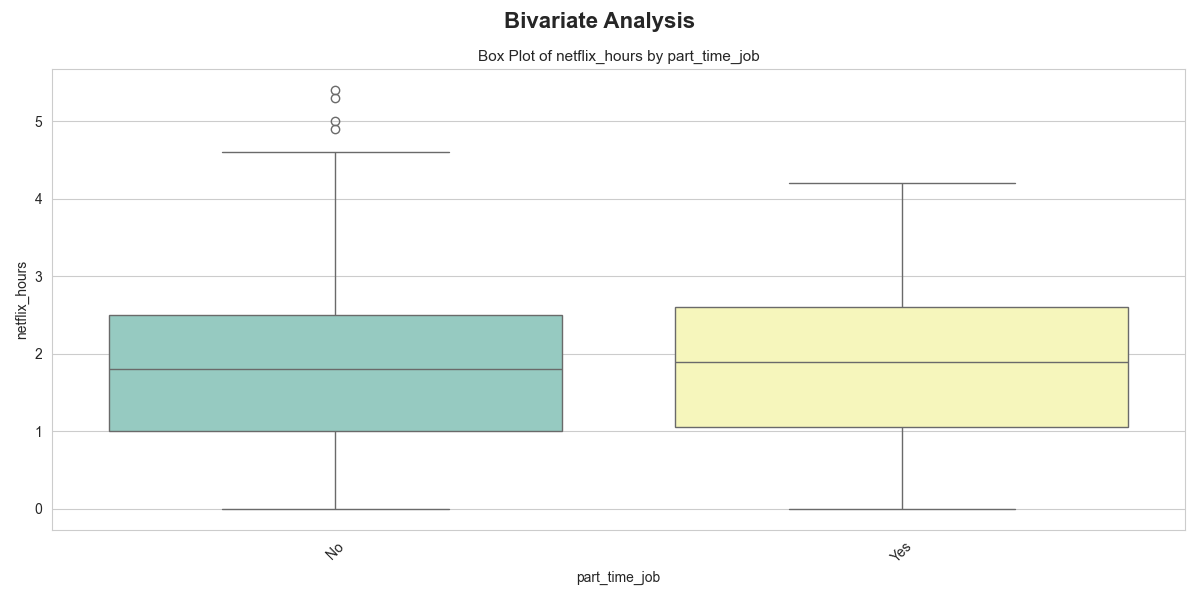 Bivariate Analysis
Box Plot of netflix_hours by part_time_job
netflix_hours
5
4
3
2
1
0
No
Yes
part_time_job